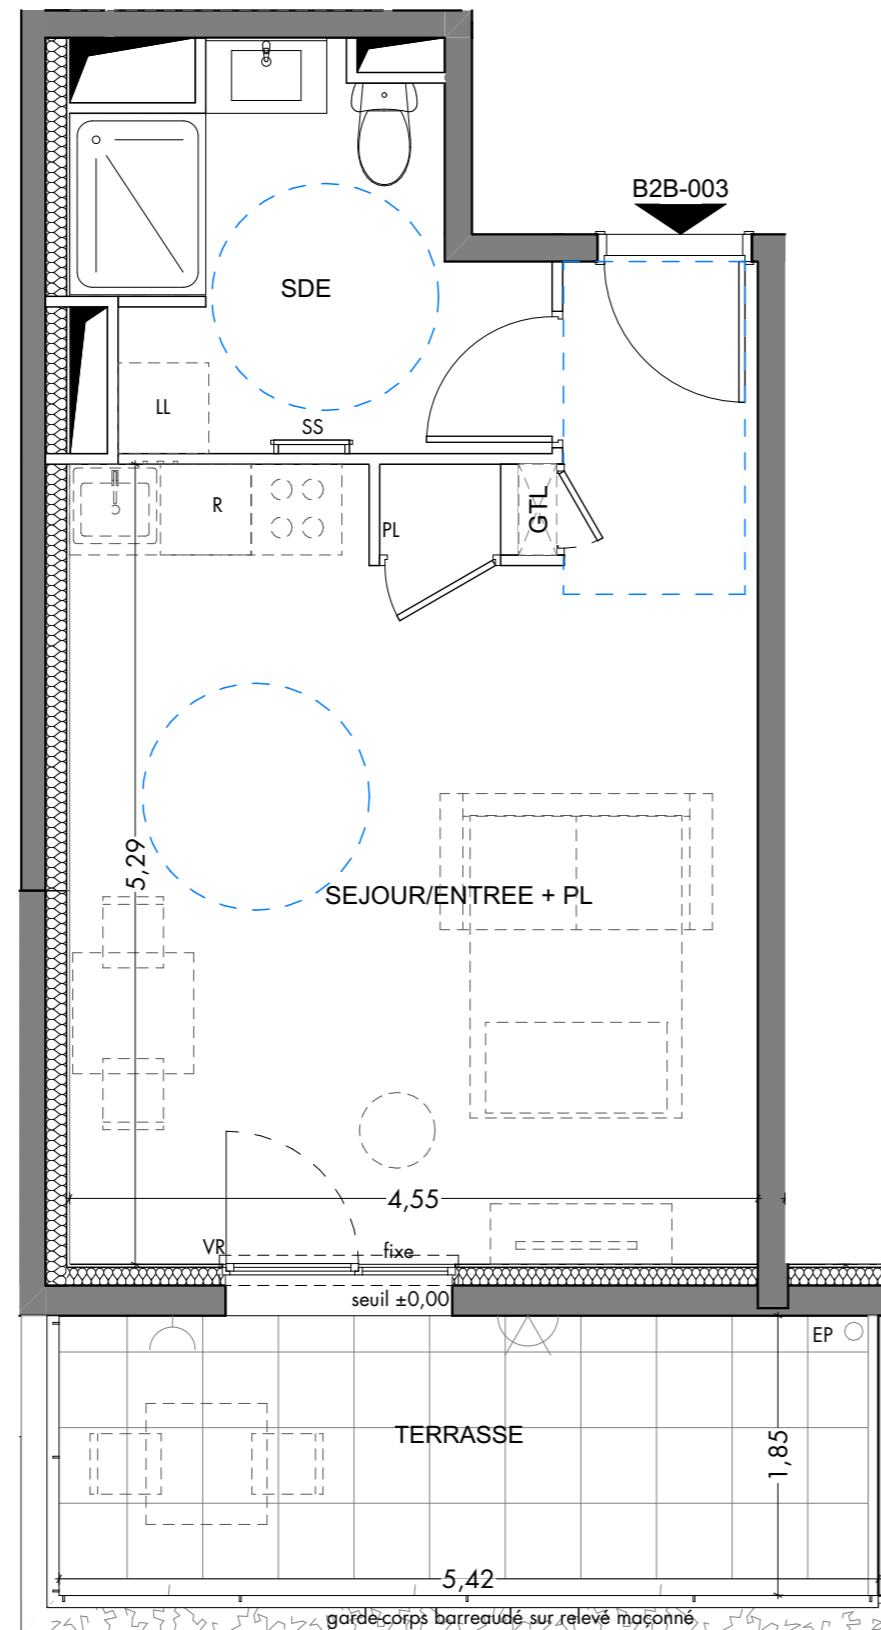 B2B-003
SDE
LL
SS
R
PL
GTL
5,29
SEJOUR/ENTREE + PL
4,55
VR
fixe
seuil ±0,00
EP
TERRASSE
1,85
5,42
garde-corps barreaudé sur relevé maçonné